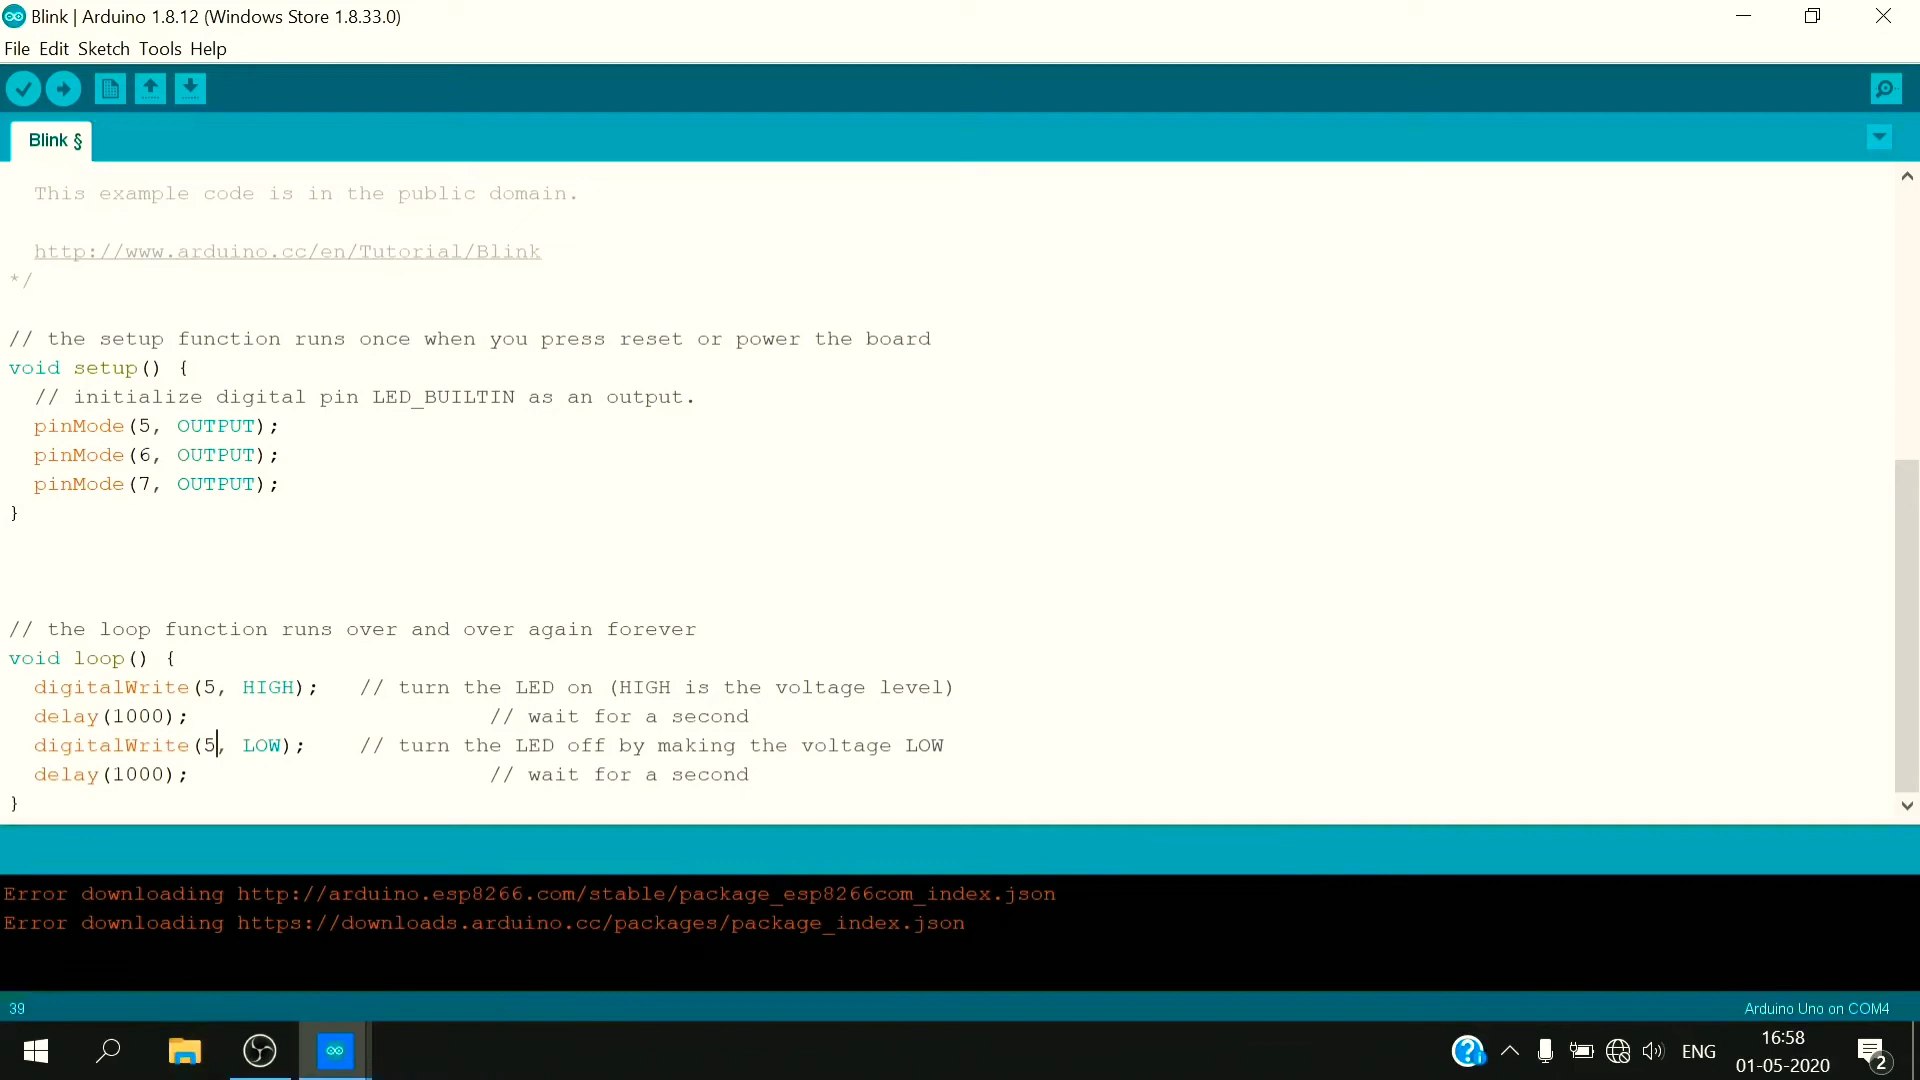 Blink | Arduino 1.8.12 (Windows Store 1.8.33.0)
File Edit Sketch Tools Help
Blink §
This example code is in the public domain.
http://www.arduino.cc/en/Tutorial/Blink
*/
// the setup function runs once when you press reset or power the board
void setup() {
  // initialize digital pin LED_BUILTIN as an output.
  pinMode(5, OUTPUT);
  pinMode(6, OUTPUT);
  pinMode(7, OUTPUT);
}
// the loop function runs over and over again forever
void loop() {
  digitalWrite(5, HIGH);   // turn the LED on (HIGH is the voltage level)
  delay(1000);                       // wait for a second
  digitalWrite(5, LOW);    // turn the LED off by making the voltage LOW
  delay(1000);                       // wait for a second
}
Error downloading http://arduino.esp8266.com/stable/package_esp8266com_index.json
Error downloading https://downloads.arduino.cc/packages/package_index.json
39
Arduino Uno on COM4
ENG
16:58
01-05-2020
2